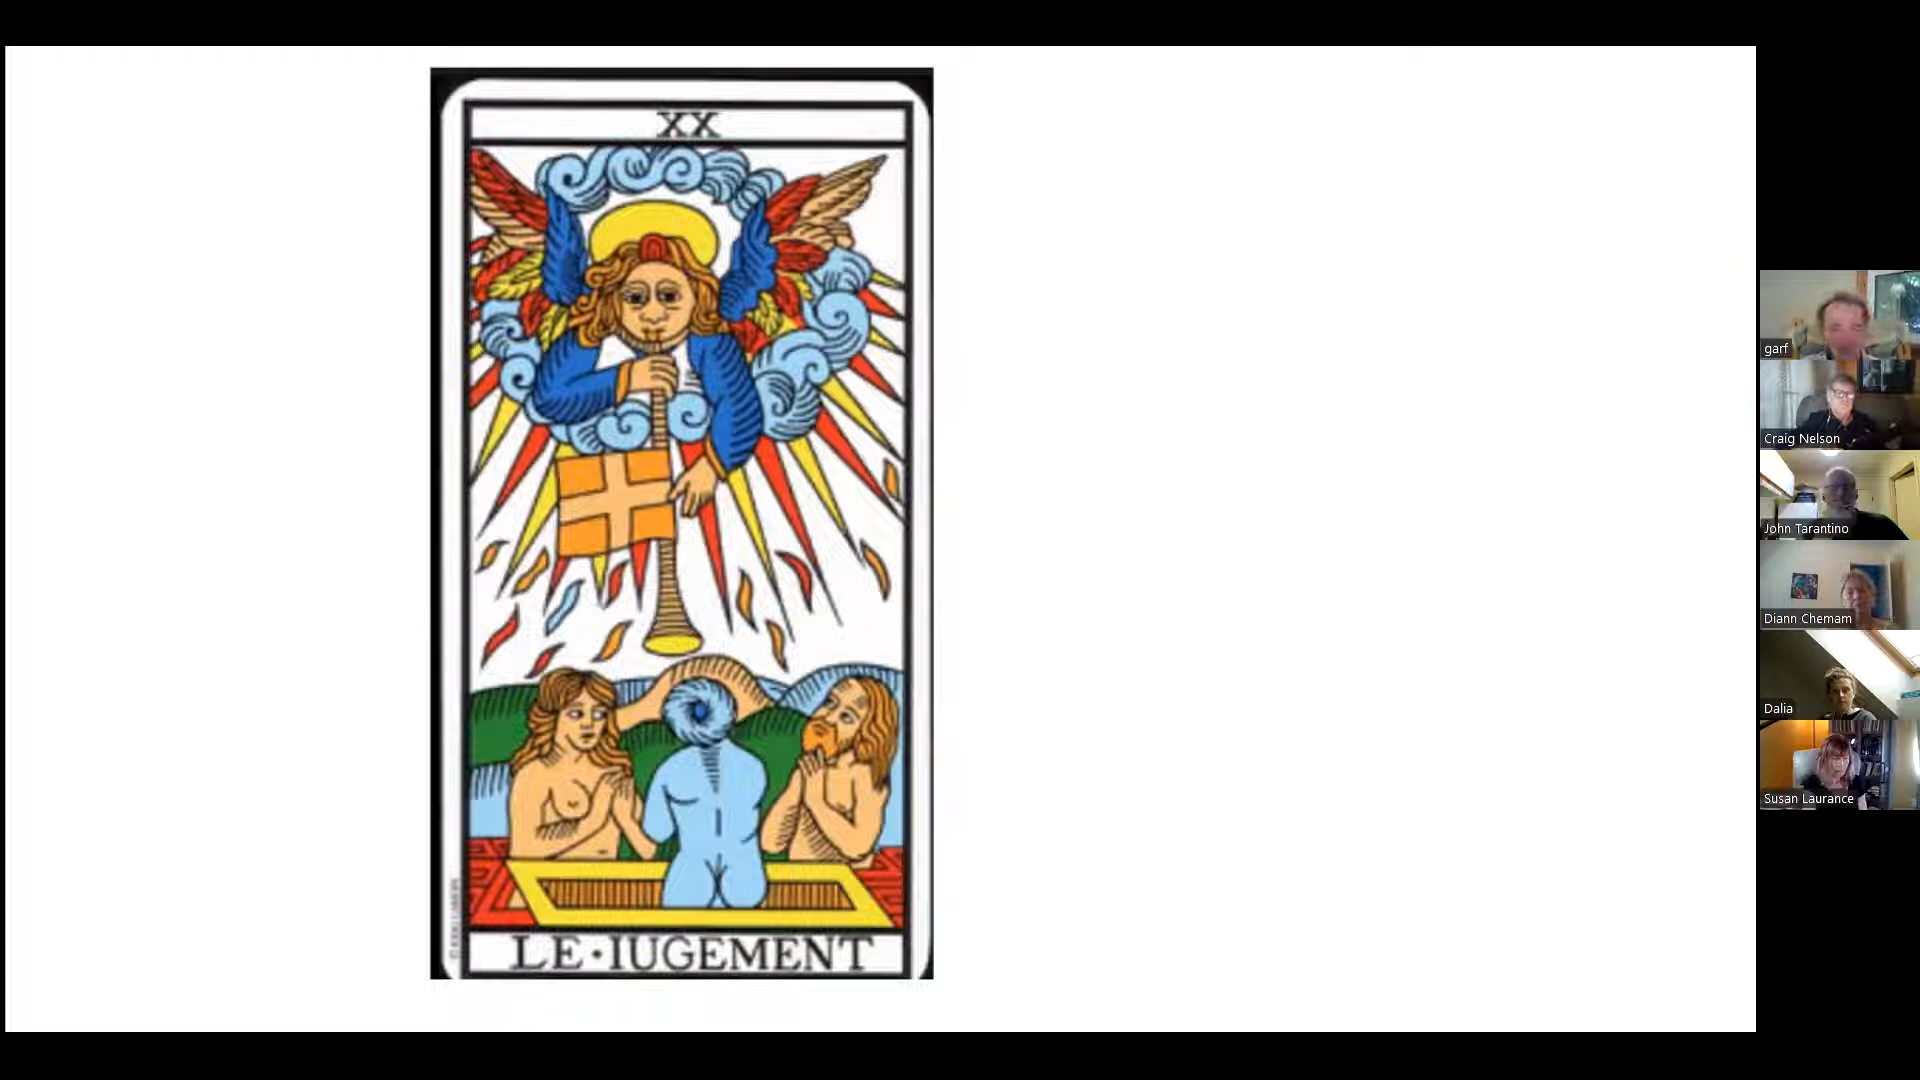 XX
LE•IUGEMENT
garf
Craig Nelson
John Tarantino
Diann Chemam
Dalia
Susan Laurance